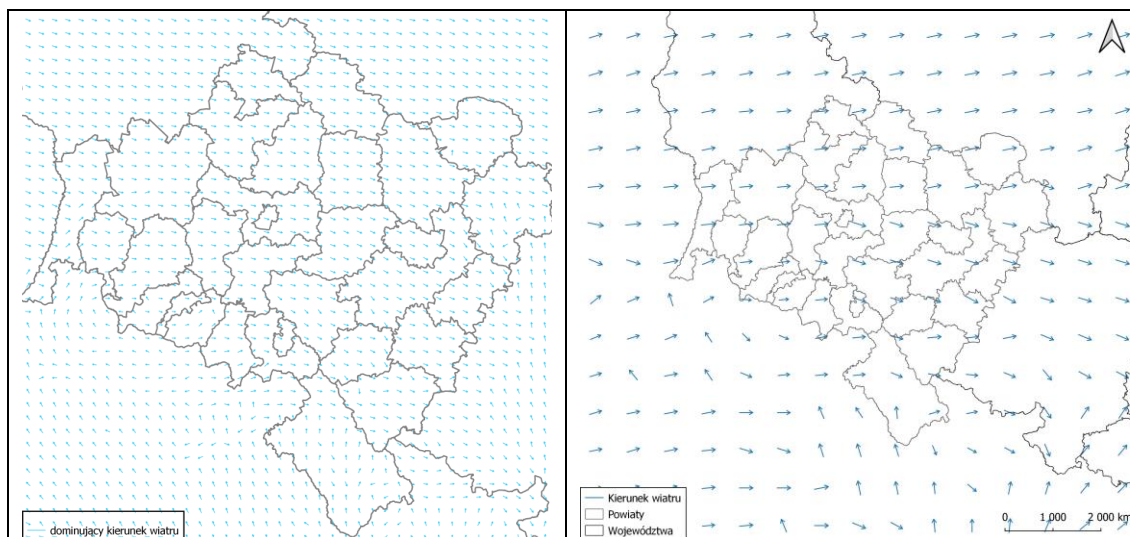 dominujący kierunek wiatru
Kierunek wiatru
Powiaty
Województwa
0 1 000 2 000 km